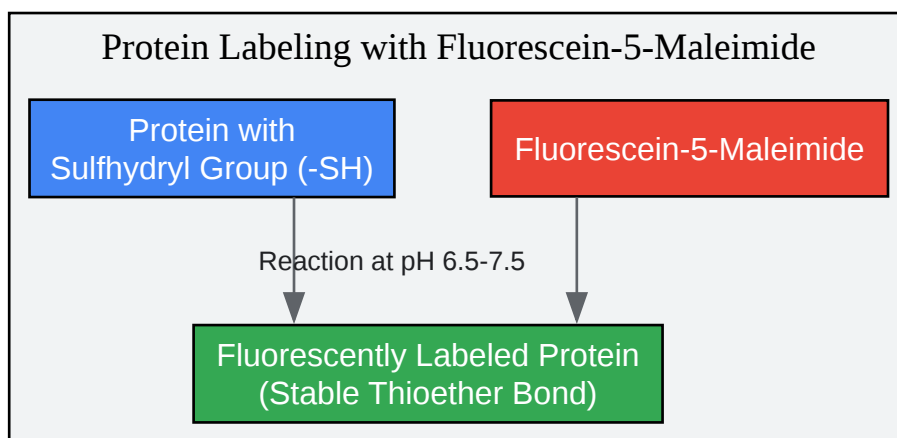 Protein Labeling with Fluorescein-5-Maleimide
Protein with
Sulfhydryl Group (-SH)
Fluorescein-5-Maleimide
Reaction at pH 6.5-7.5
Fluorescently Labeled Protein
(Stable Thioether Bond)